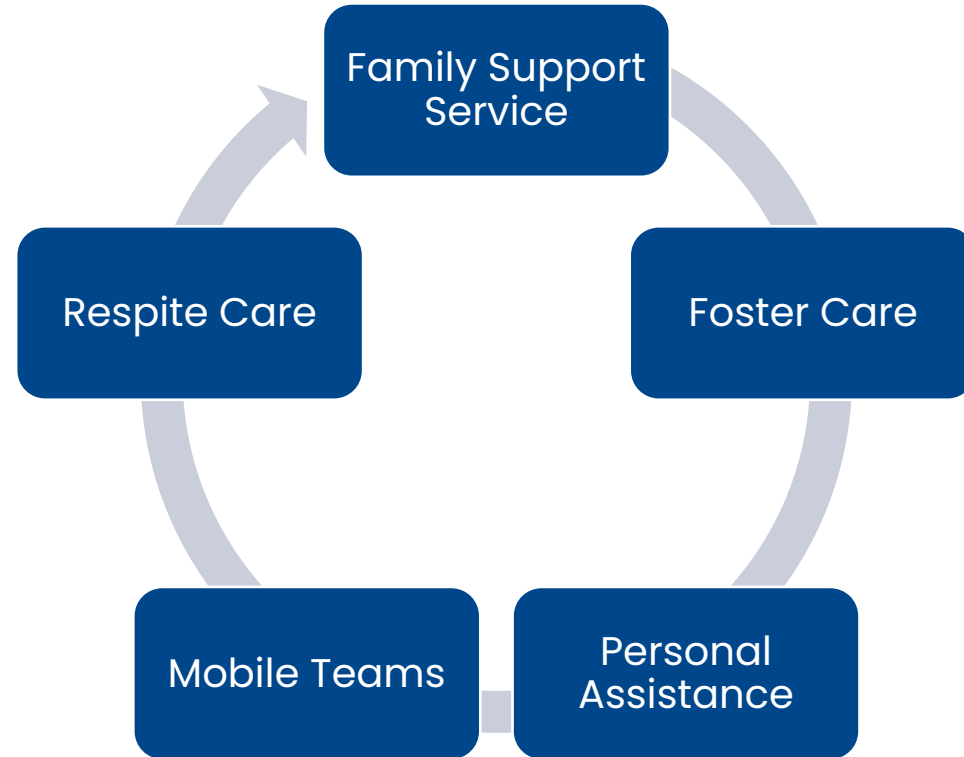 Family Support
Service
Respite Care
Foster Care
Mobile Teams
Personal
Assistance